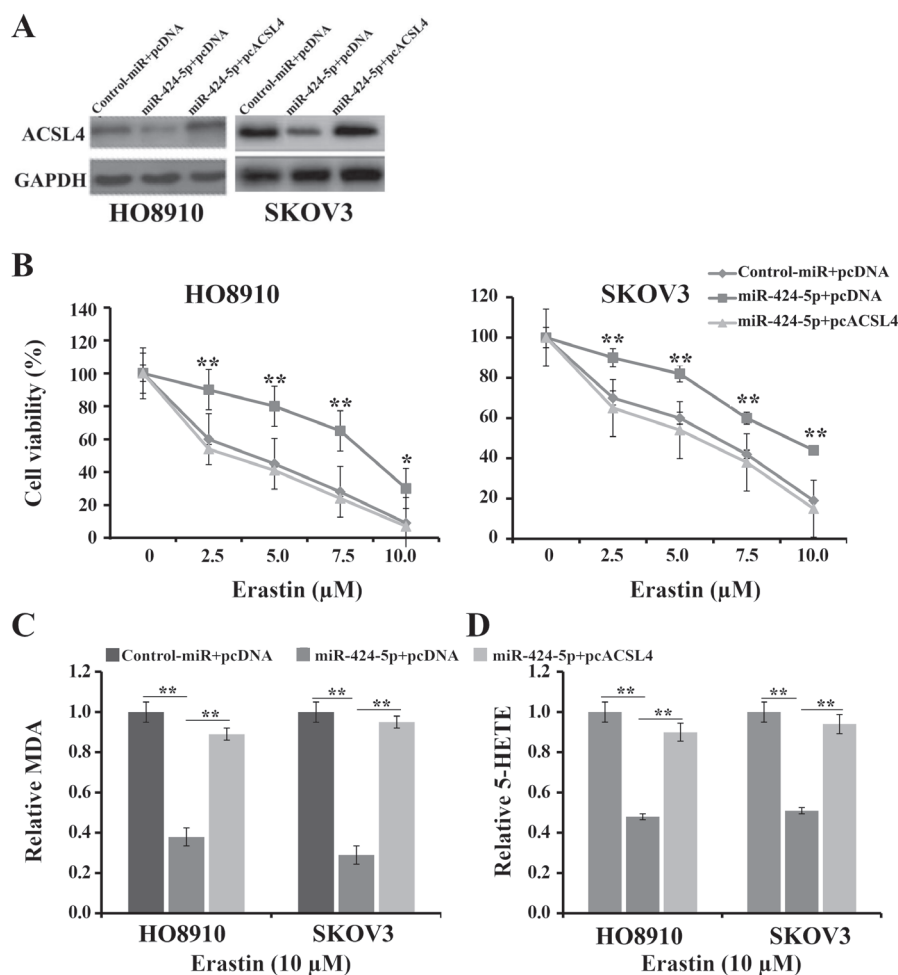 A
Control-miR+pcDNA
miR-424-5p+pcDNA
miR-424-5p+pcACSL4
Control-miR+pcDNA
miR-424-5p+pcDNA
miR-424-5p+pcACSL4
ACSL4
GAPDH
HO8910
SKOV3
B
HO8910
140
120
100
80
60
40
20
0
Cell viability (%)
**
**
**
*
0
2.5
5.0
7.5
10.0
Erastin (µM)
SKOV3
Control-miR+pcDNA
miR-424-5p+pcDNA
miR-424-5p+pcACSL4
120
100
80
60
40
20
0
**
**
**
**
0
2.5
5.0
7.5
10.0
Erastin (µM)
C
D
Control-miR+pcDNA
miR-424-5p+pcDNA
miR-424-5p+pcACSL4
1.2
1.0
0.8
0.6
0.4
0.2
0.0
Relative MDA
**
**
**
**
HO8910
SKOV3
Erastin (10 µM)
1.2
1.0
0.8
0.6
0.4
0.2
0.0
Relative 5-HETE
**
**
**
**
HO8910
SKOV3
Erastin (10 µM)